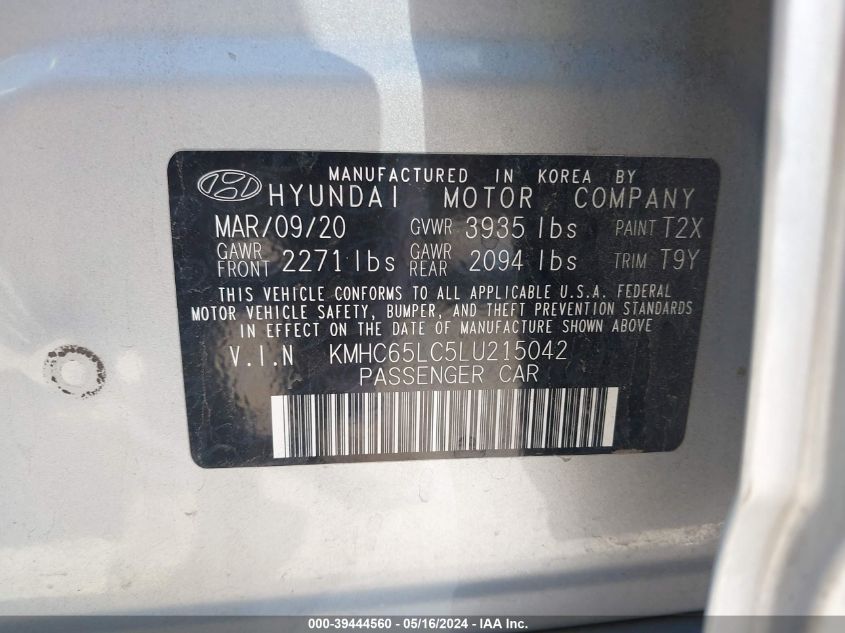 MANUFACTURED IN KOREA BY
HYUNDAI MOTOR COMPANY
MAR/09/20 GVWR 3935 lbs PAINT T2X
GAWR FRONT 2271 lbs GAWR REAR 2094 lbs TRIM T9Y
THIS VEHICLE CONFORMS TO ALL APPLICABLE U.S.A. FEDERAL
MOTOR VEHICLE SAFETY, BUMPER, AND THEFT PREVENTION STANDARDS
IN EFFECT ON THE DATE OF MANUFACTURE SHOWN ABOVE
V.I.N KMHC65LC5LU215042
PASSENGER CAR
000-39444560 - 05/16/2024 - IAA Inc.